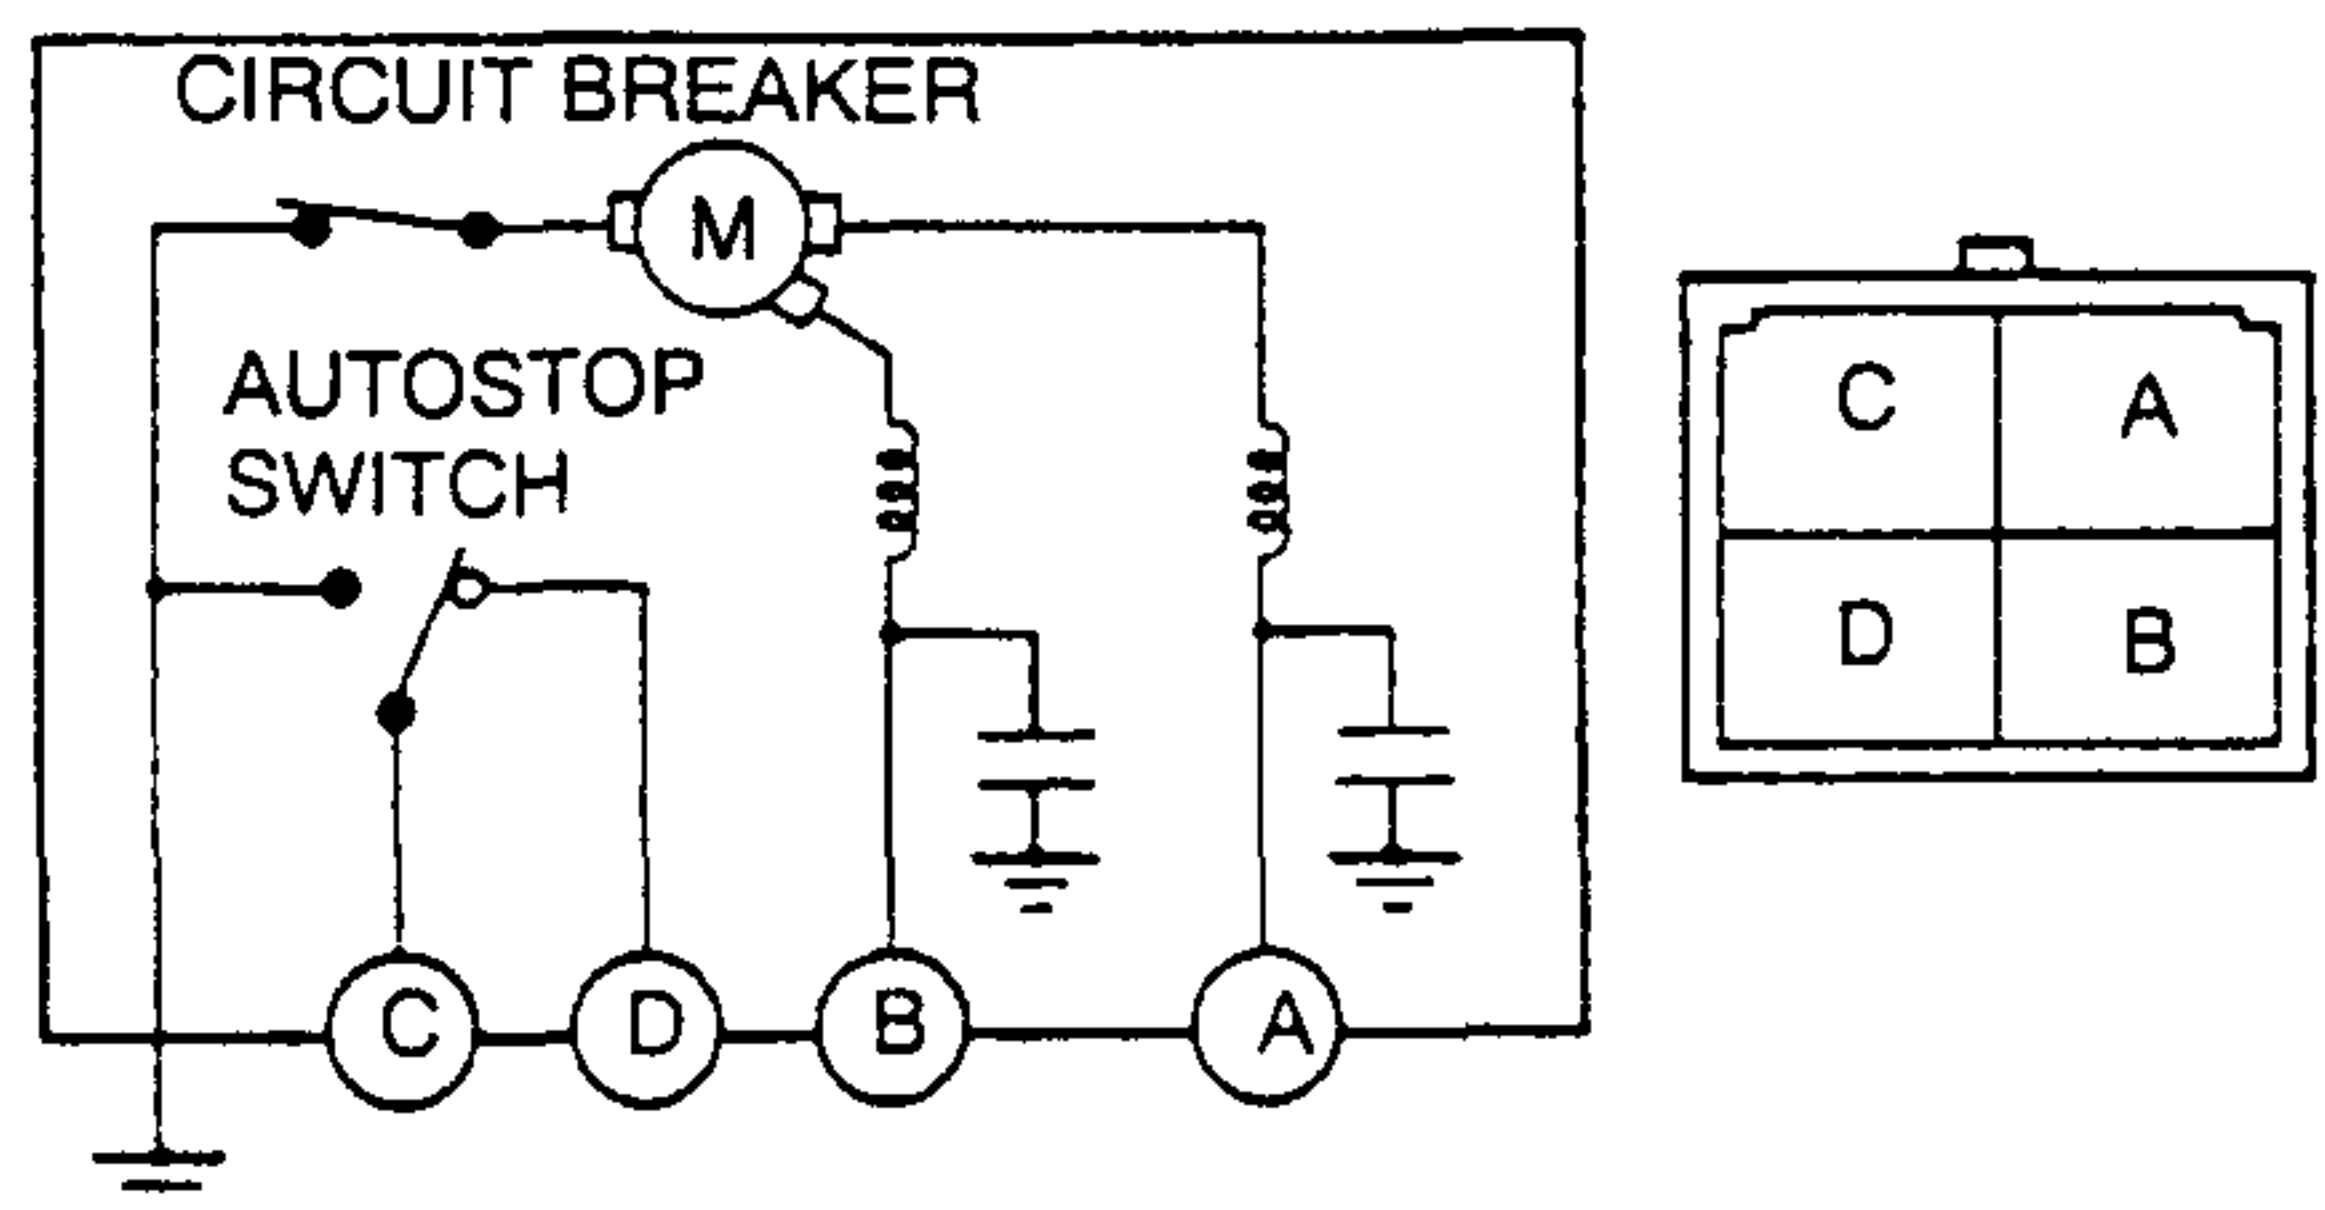 CIRCUIT BREAKER
M
AUTOSTOP
SWITCH
C A
D B
C D B A